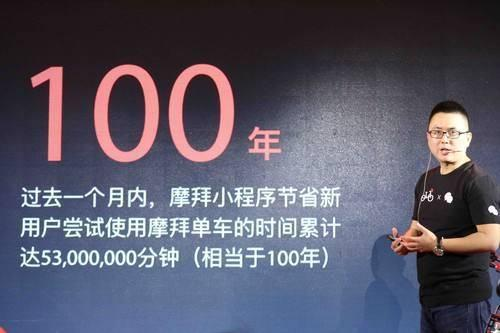 100年
过去一个月内，摩拜小程序节省新
用户尝试使用摩拜单车的时间累计
达53,000,000分钟（相当于100年）